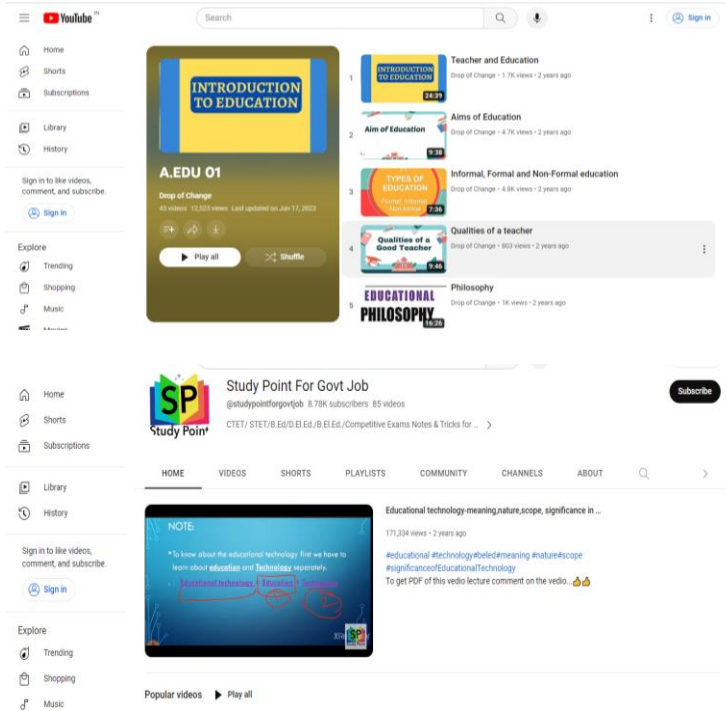 YouTube IN
Search
Sign in
Home
Shorts
Subscriptions
Library
History
Sign in to like videos,
comment, and subscribe.
Sign in
Explore
Trending
Shopping
Music
INTRODUCTION
TO EDUCATION
A.EDU 01
Drop of Change
45 videos 12,523 views Last updated on Jun 17, 2023
Play all
Shuffle
1
INTRODUCTION
TO EDUCATION
24:39
Teacher and Education
Drop of Change • 1.7K views • 2 years ago
2
Aim of Education
9:38
Aims of Education
Drop of Change • 4.7K views • 2 years ago
3
TYPES OF
EDUCATION
7:36
Informal, Formal and Non-Formal education
Drop of Change • 4.8K views • 2 years ago
4
Qualities of a
Good Teacher
9:46
Qualities of a teacher
Drop of Change • 803 views • 2 years ago
5
EDUCATIONAL
PHILOSOPHY
16:26
Philosophy
Drop of Change • 1K views • 2 years ago
Home
Shorts
Subscriptions
Library
History
Sign in to like videos,
comment, and subscribe.
Sign in
Explore
Trending
Shopping
Music
SP
Study Point
Study Point For Govt Job
@studypointforgovtjob 8.78K subscribers 85 videos
CTET/ STET/B.Ed/D.El.Ed./B.El.Ed./Competitive Exams Notes & Tricks for ...
Subscribe
HOME VIDEOS SHORTS PLAYLISTS COMMUNITY CHANNELS ABOUT
NOTE:
•To know about the educational technology first we have to
learn about education and Technology separately.
Educational technology / Education / Technology
SP
Educational technology-meaning,nature,scope, significance in ...
171,334 views • 2 years ago
#educational #technology#beled#meaning #nature#scope
#significanceofEducationalTechnology
To get PDF of this vedio lecture comment on the vedio...👍👍
Popular videos Play all